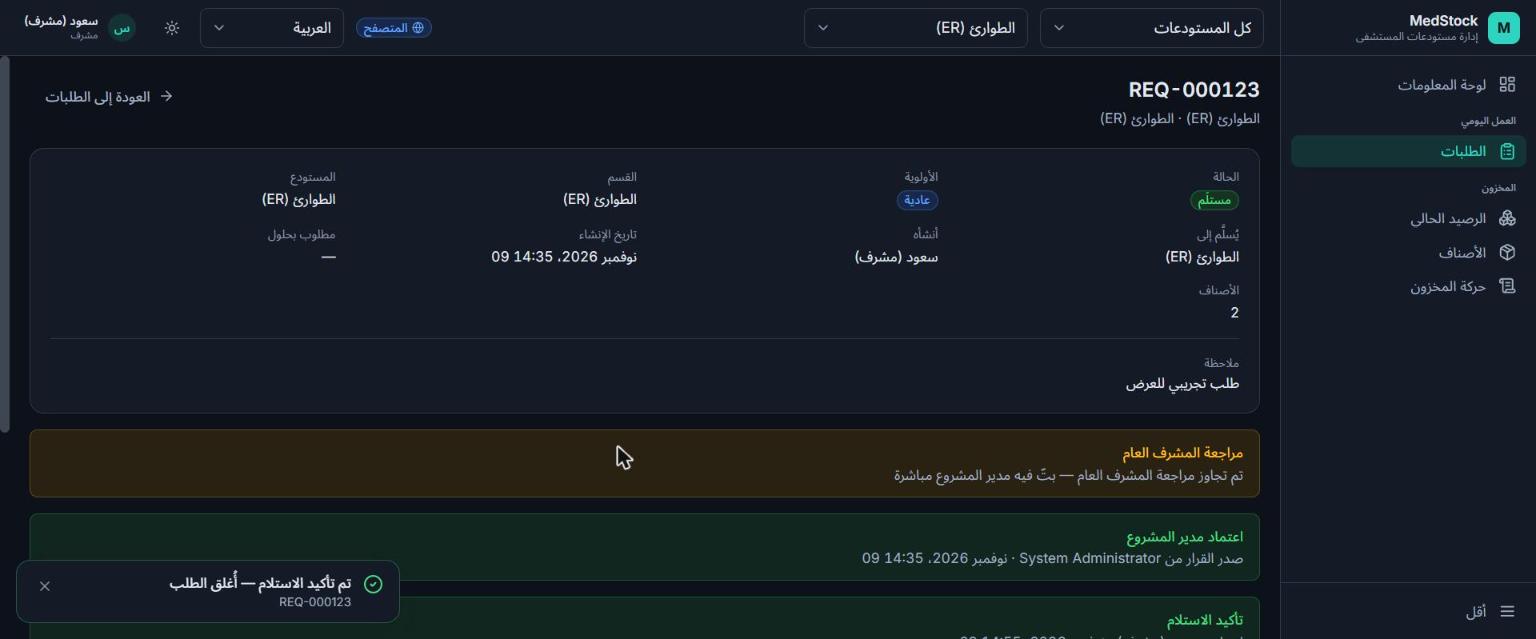 M
MedStock
إدارة مستودعات المستشفى
كل المستودعات
الطوارئ (ER)
المتصفح
العربية
س
سعود (مشرف)
مشرف
لوحة المعلومات
العمل اليومي
الطلبات
المخزون
الرصيد الحالي
الأصناف
حركة المخزون
أقل
REQ-000123
الطوارئ (ER) · الطوارئ (ER)
العودة إلى الطلبات
الحالة
مستلَم
الأولوية
عادية
القسم
الطوارئ (ER)
المستودع
الطوارئ (ER)
يُسلَّم إلى
الطوارئ (ER)
أنشأه
سعود (مشرف)
تاريخ الإنشاء
09 نوفمبر 2026، 14:35
مطلوب بحلول
—
الأصناف
2
ملاحظة
طلب تجريبي للعرض
مراجعة المشرف العام
تم تجاوز مراجعة المشرف العام — بتّ فيه مدير المشروع مباشرة
اعتماد مدير المشروع
صدر القرار من System Administrator · 09 نوفمبر 2026، 14:35
تأكيد الاستلام
تم تأكيد الاستلام — أُغلق الطلب
REQ-000123